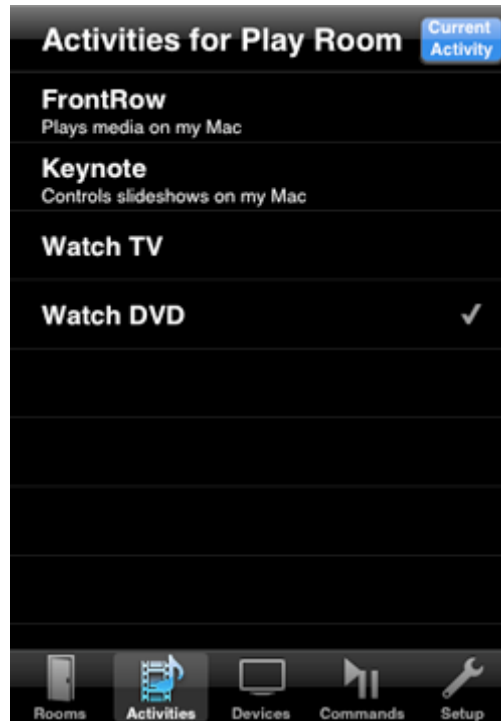 Activities for Play Room
Current
Activity
FrontRow
Plays media on my Mac
Keynote
Controls slideshows on my Mac
Watch TV
Watch DVD
Rooms Activities Devices Commands Setup